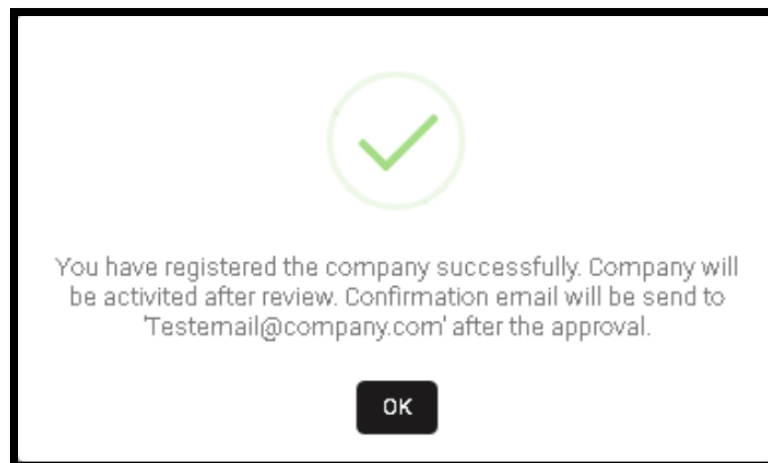 You have registered the company successfully. Company will
be activited after review. Confirmation email will be send to
'Testemail@company.com' after the approval.
OK